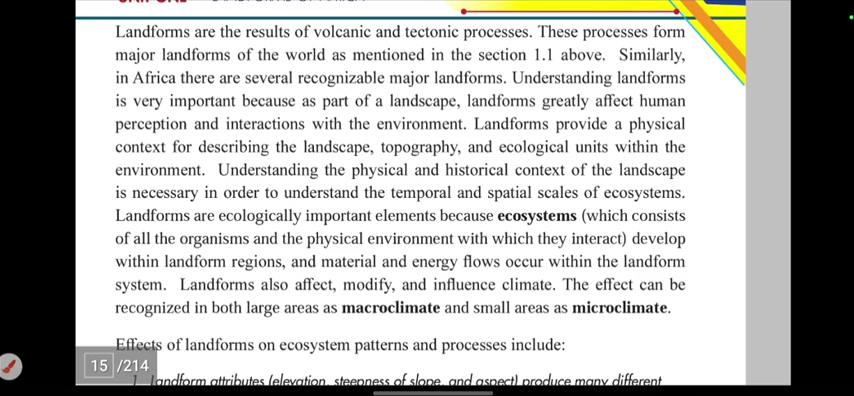 Landforms are the results of volcanic and tectonic processes. These processes form
major landforms of the world as mentioned in the section 1.1 above. Similarly,
in Africa there are several recognizable major landforms. Understanding landforms
is very important because as part of a landscape, landforms greatly affect human
perception and interactions with the environment. Landforms provide a physical
context for describing the landscape, topography, and ecological units within the
environment. Understanding the physical and historical context of the landscape
is necessary in order to understand the temporal and spatial scales of ecosystems.
Landforms are ecologically important elements because ecosystems (which consists
of all the organisms and the physical environment with which they interact) develop
within landform regions, and material and energy flows occur within the landform
system. Landforms also affect, modify, and influence climate. The effect can be
recognized in both large areas as macroclimate and small areas as microclimate.
Effects of landforms on ecosystem patterns and processes include:
15 /214
1. Landform attributes (elevation, steepness of slope, and aspect) produce many different